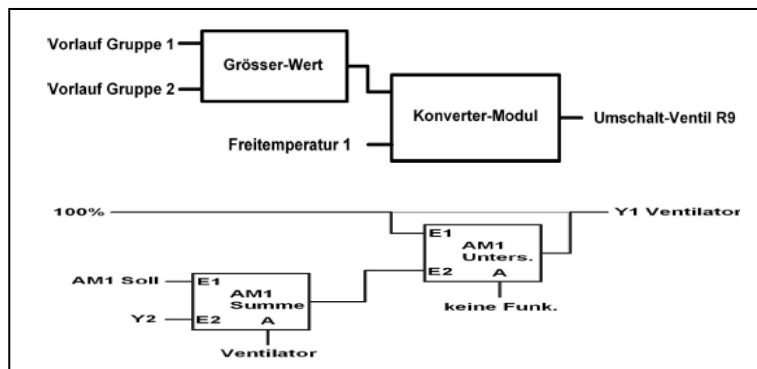 Vorlauf Gruppe 1
Grösser-Wert
Vorlauf Gruppe 2
Konverter-Modul
Umschalt-Ventil R9
Freitemperatur 1
100%
Y1 Ventilator
E1
AM1
Unters.
E2
A
AM1 Soll
E1
AM1
Summe
Y2
E2
A
keine Funk.
Ventilator